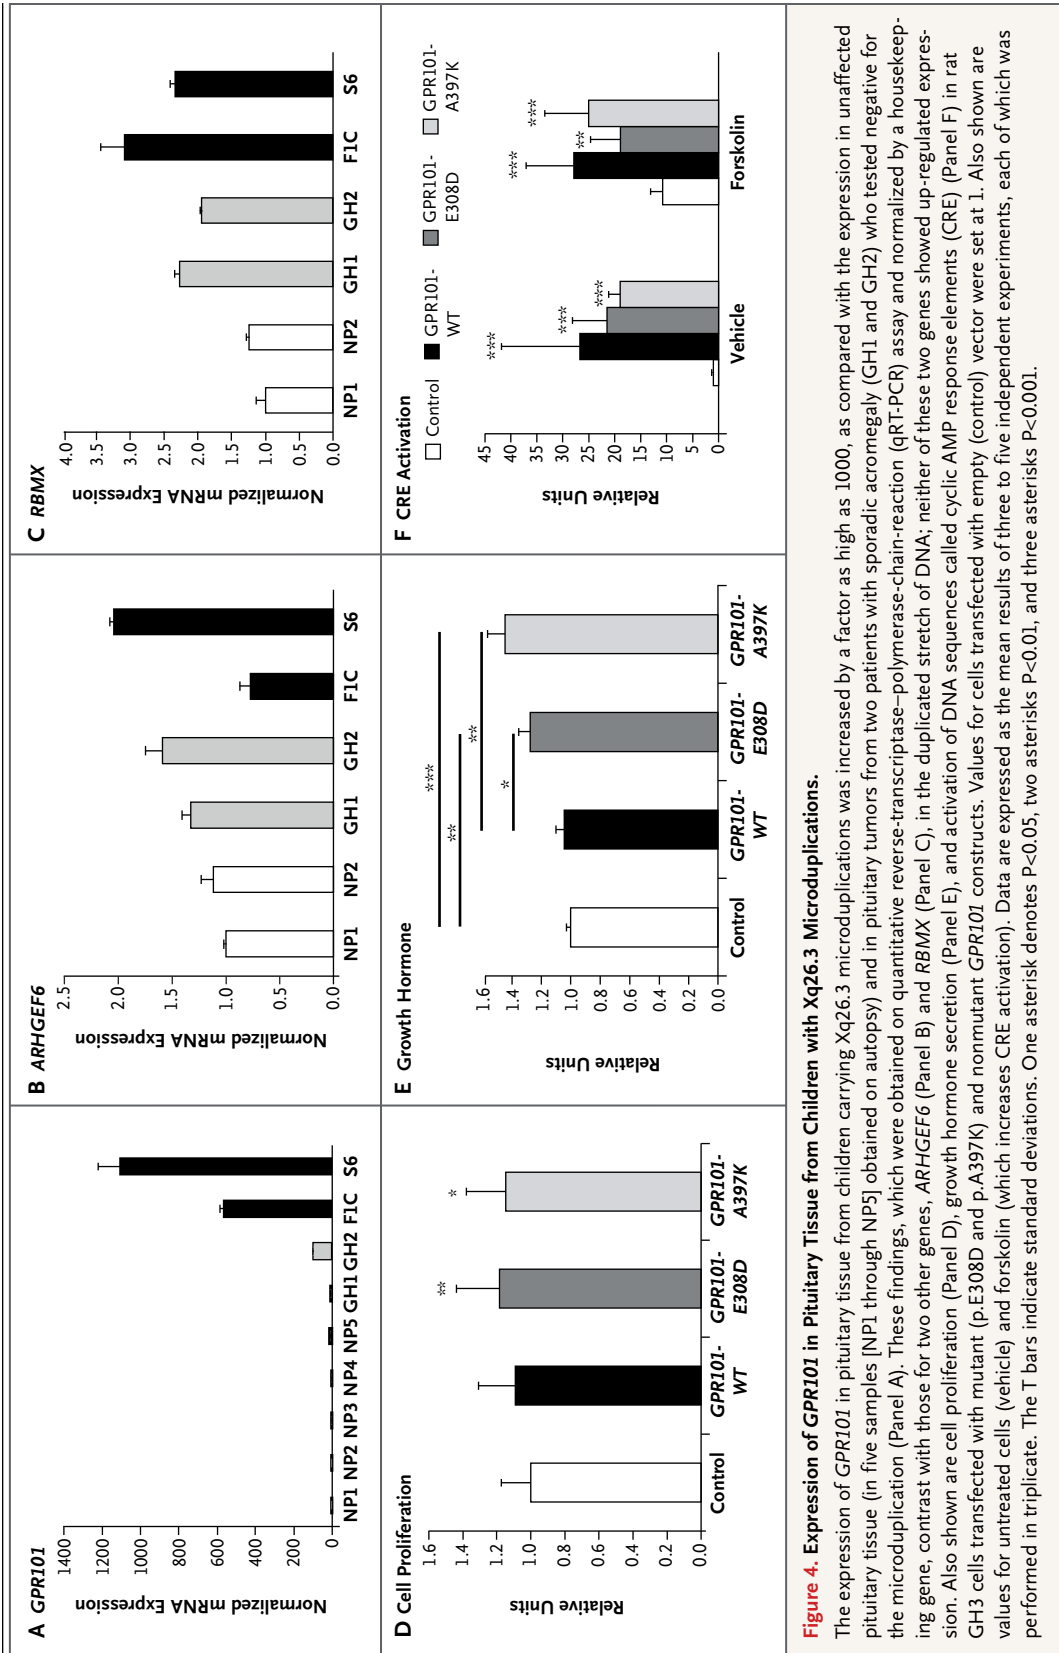 A GPR101
Normalized mRNA Expression
1400
1200
1000
800
600
400
200
0
NP1 NP2 NP3 NP4 NP5 GH1 GH2 F1C S6
B ARHGEF6
Normalized mRNA Expression
2.5
2.0
1.5
1.0
0.5
0.0
NP1 NP2 GH1 GH2 F1C S6
C RBMX
Normalized mRNA Expression
4.0
3.5
3.0
2.5
2.0
1.5
1.0
0.5
0.0
NP1 NP2 GH1 GH2 F1C S6
D Cell Proliferation
Relative Units
1.6
1.4
1.2
1.0
0.8
0.6
0.4
0.2
0.0
** *
Control GPR101-WT GPR101-E308D GPR101-A397K
E Growth Hormone
Relative Units
1.6
1.4
1.2
1.0
0.8
0.6
0.4
0.2
0.0
***
**
**
*
Control GPR101-WT GPR101-E308D GPR101-A397K
F CRE Activation
Control GPR101-WT GPR101-E308D GPR101-A397K
Relative Units
45
40
35
30
25
20
15
10
5
0
*** *** *** *** ** ***
Vehicle Forskolin
Figure 4. Expression of GPR101 in Pituitary Tissue from Children with Xq26.3 Microduplications.
The expression of GPR101 in pituitary tissue from children carrying Xq26.3 microduplications was increased by a factor as high as 1000, as compared with the expression in unaffected
pituitary tissue (in five samples [NP1 through NP5] obtained on autopsy) and in pituitary tumors from two patients with sporadic acromegaly (GH1 and GH2) who tested negative for
the microduplication (Panel A). These findings, which were obtained on quantitative reverse-transcriptase–polymerase-chain-reaction (qRT-PCR) assay and normalized by a housekeep-
ing gene, contrast with those for two other genes, ARHGEF6 (Panel B) and RBMX (Panel C), in the duplicated stretch of DNA; neither of these two genes showed up-regulated expres-
sion. Also shown are cell proliferation (Panel D), growth hormone secretion (Panel E), and activation of DNA sequences called cyclic AMP response elements (CRE) (Panel F) in rat
GH3 cells transfected with mutant (p.E308D and p.A397K) and nonmutant GPR101 constructs. Values for cells transfected with empty (control) vector were set at 1. Also shown are
values for untreated cells (vehicle) and forskolin (which increases CRE activation). Data are expressed as the mean results of three to five independent experiments, each of which was
performed in triplicate. The T bars indicate standard deviations. One asterisk denotes P<0.05, two asterisks P<0.01, and three asterisks P<0.001.